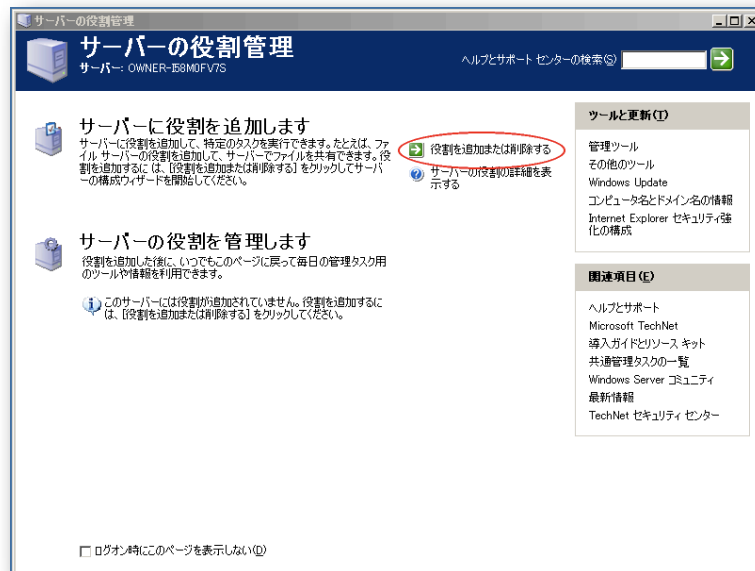 サーバーの役割管理
サーバーの役割管理
サーバー: OWNER-I58M0FV7S
ヘルプとサポート センターの検索(S)
サーバーに役割を追加します
サーバーに役割を追加して、特定のタスクを実行できます。たとえば、ファ
イル サーバーの役割を追加して、サーバーでファイルを共有できます。役
割を追加するに は、[役割を追加または削除する] をクリックしてサーバ
ーの構成ウィザードを開始してください。
役割を追加または削除する
サーバーの役割の詳細を表
示する
サーバーの役割を管理します
役割を追加した後に、いつでもこのページに戻って毎日の管理タスク用
のツールや情報を利用できます。
このサーバーには役割が追加されていません。役割を追加するに
は、[役割を追加または削除する] をクリックしてください。
ツールと更新(T)
管理ツール
その他のツール
Windows Update
コンピュータ名とドメイン名の情報
Internet Explorer セキュリティ強
化の構成
関連項目(E)
ヘルプとサポート
Microsoft TechNet
導入ガイドとリソース キット
共通管理タスクの一覧
Windows Server コミュニティ
最新情報
TechNet セキュリティ センター
ログオン時にこのページを表示しない(D)